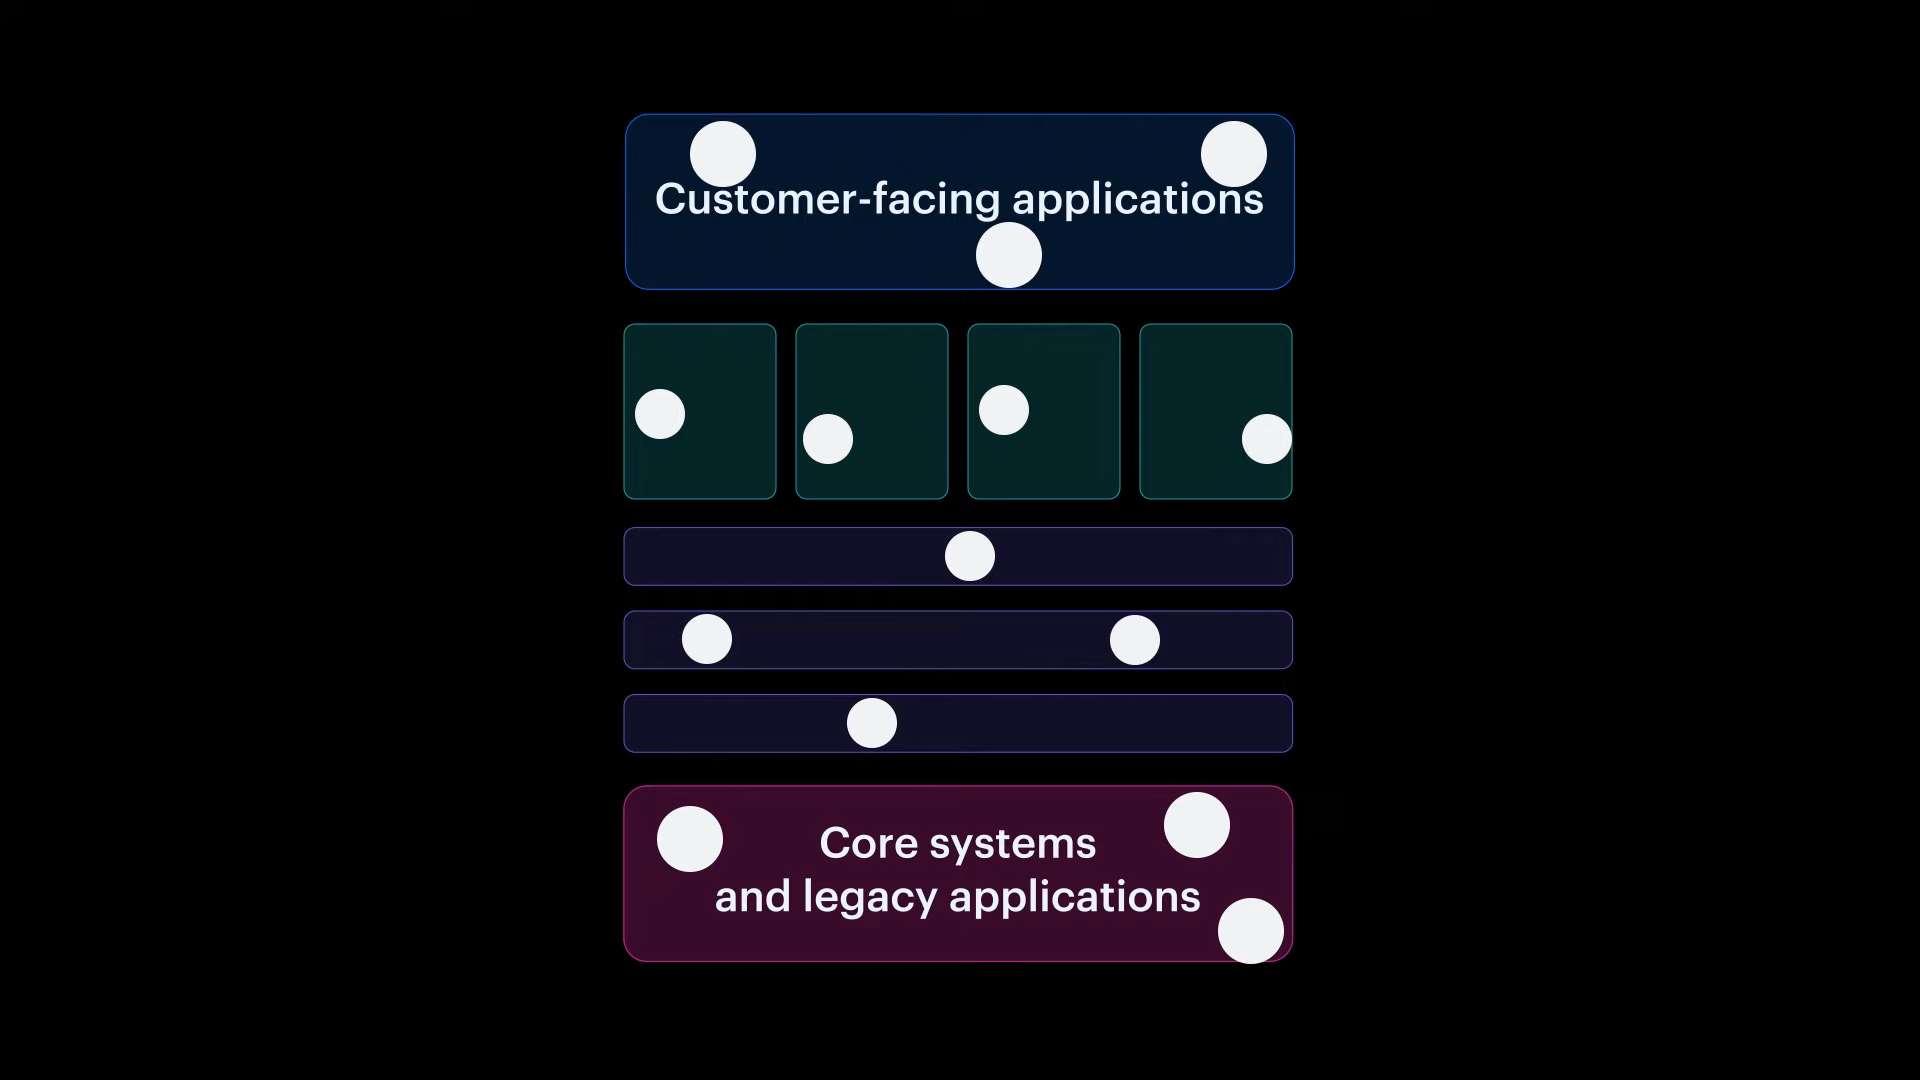 Customer-facing applications
Core systems
and legacy applications